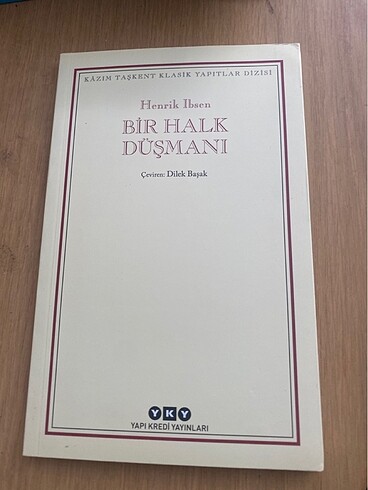 KÂZIM TAŞKENT KLASİK YAPITLAR DİZİSİ
Henrik Ibsen
BİR HALK
DÜŞMANI
Çeviren: Dilek Başak
YKY
YAPI KREDİ YAYINLARI